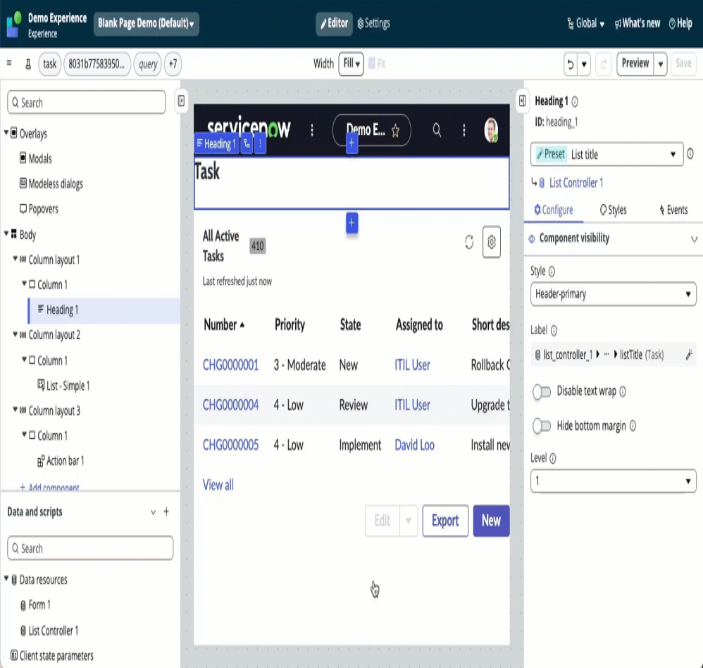 Demo Experience
Experience
Blank Page Demo (Default)
Editor
Settings
Global
What's new
Help
task
8031b77583950...
query
+7
Width
Fill
Fit
Preview
Save
Search
Overlays
Modals
Modeless dialogs
Popovers
Body
Column layout 1
Column 1
Heading 1
Column layout 2
Column 1
List - Simple 1
Column layout 3
Column 1
Action bar 1
+ Add component
Data and scripts
Search
Data resources
Form 1
List Controller 1
Client state parameters
servicenow
Demo E...
Heading 1
Task
All Active
Tasks
410
Last refreshed just now
Number Priority State Assigned to Short des
CHG0000001 3 - Moderate New ITIL User Rollback O
CHG0000004 4 - Low Review ITIL User Upgrade t
CHG0000005 4 - Low Implement David Loo Install nev
View all
Edit
Export
New
Heading 1
ID: heading_1
Preset List title
List Controller 1
Configure
Styles
Events
Component visibility
Style
Header-primary
Label
list_controller_1 ··· listTitle (Task)
Disable text wrap
Hide bottom margin
Level
1